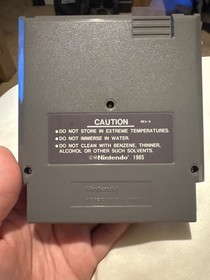 CAUTION
REV-A
• DO NOT STORE IN EXTREME TEMPERATURES.
• DO NOT IMMERSE IN WATER.
• DO NOT CLEAN WITH BENZENE, THINNER,
ALCOHOL OR OTHER SUCH SOLVENTS.
©®Nintendo® 1985
Nintendo